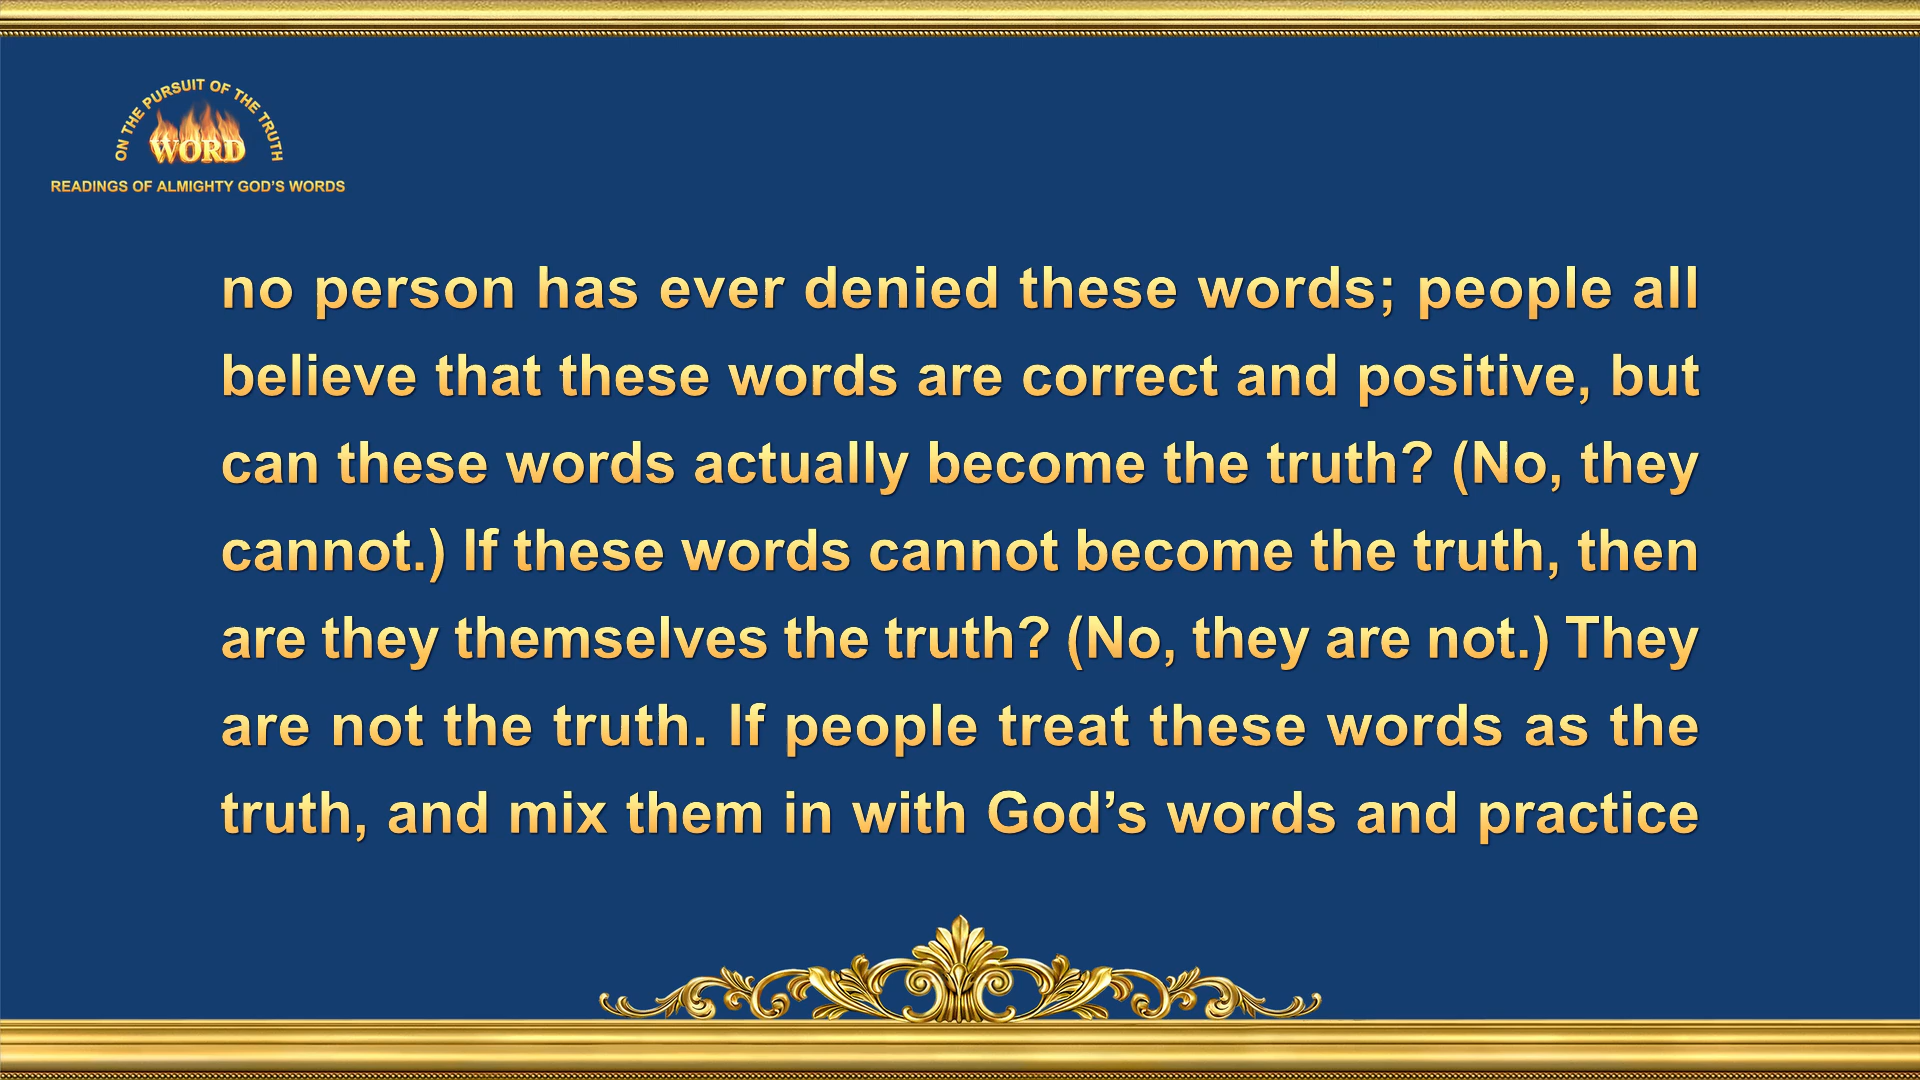 ON THE PURSUIT OF THE TRUTH
WORD
READINGS OF ALMIGHTY GOD’S WORDS
no person has ever denied these words; people all
believe that these words are correct and positive, but
can these words actually become the truth? (No, they
cannot.) If these words cannot become the truth, then
are they themselves the truth? (No, they are not.) They
are not the truth. If people treat these words as the
truth, and mix them in with God’s words and practice